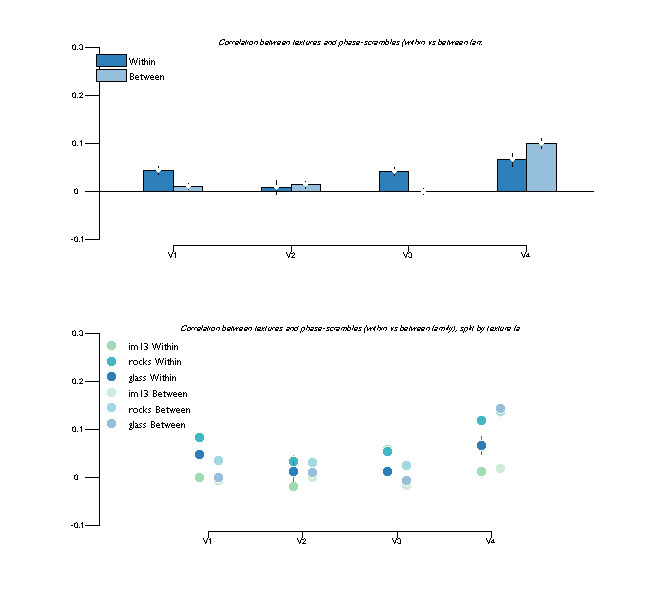 Correlation between textures and phase-scrambles (within vs between fam
0.3
Within
Between
0.2
0.1
0
-0.1
V1 V2 V3 V4
Correlation between textures and phase-scrambles (within vs between family), split by texture fa
0.3
im13 Within
rocks Within
glass Within
im13 Between
rocks Between
glass Between
0.2
0.1
0
-0.1
V1 V2 V3 V4